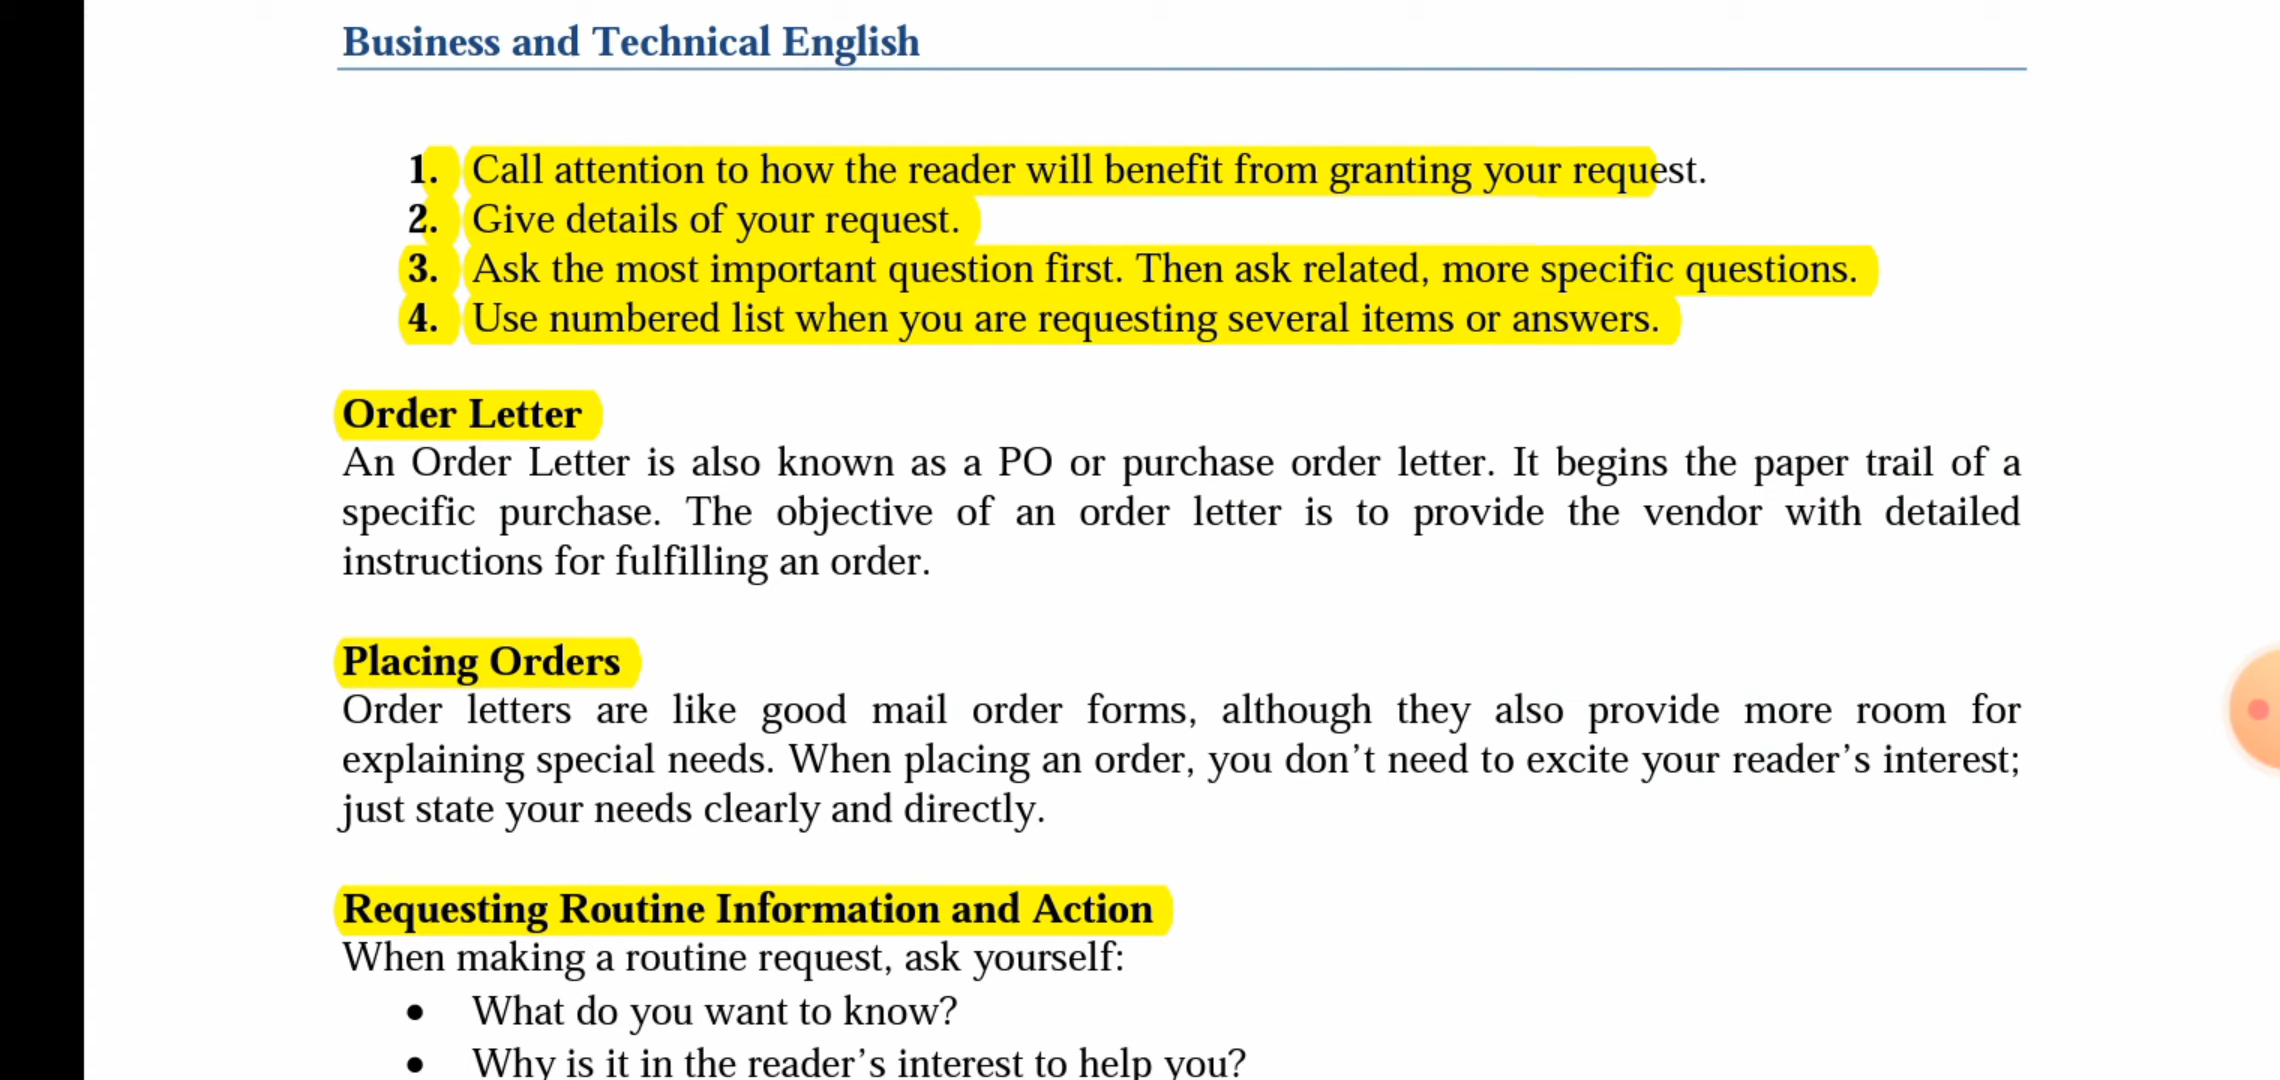 Business and Technical English
1. Call attention to how the reader will benefit from granting your request.
2. Give details of your request.
3. Ask the most important question first. Then ask related, more specific questions.
4. Use numbered list when you are requesting several items or answers.
Order Letter
An Order Letter is also known as a PO or purchase order letter. It begins the paper trail of a
specific purchase. The objective of an order letter is to provide the vendor with detailed
instructions for fulfilling an order.
Placing Orders
Order letters are like good mail order forms, although they also provide more room for
explaining special needs. When placing an order, you don’t need to excite your reader’s interest;
just state your needs clearly and directly.
Requesting Routine Information and Action
When making a routine request, ask yourself:
• What do you want to know?
• Why is it in the reader’s interest to help you?